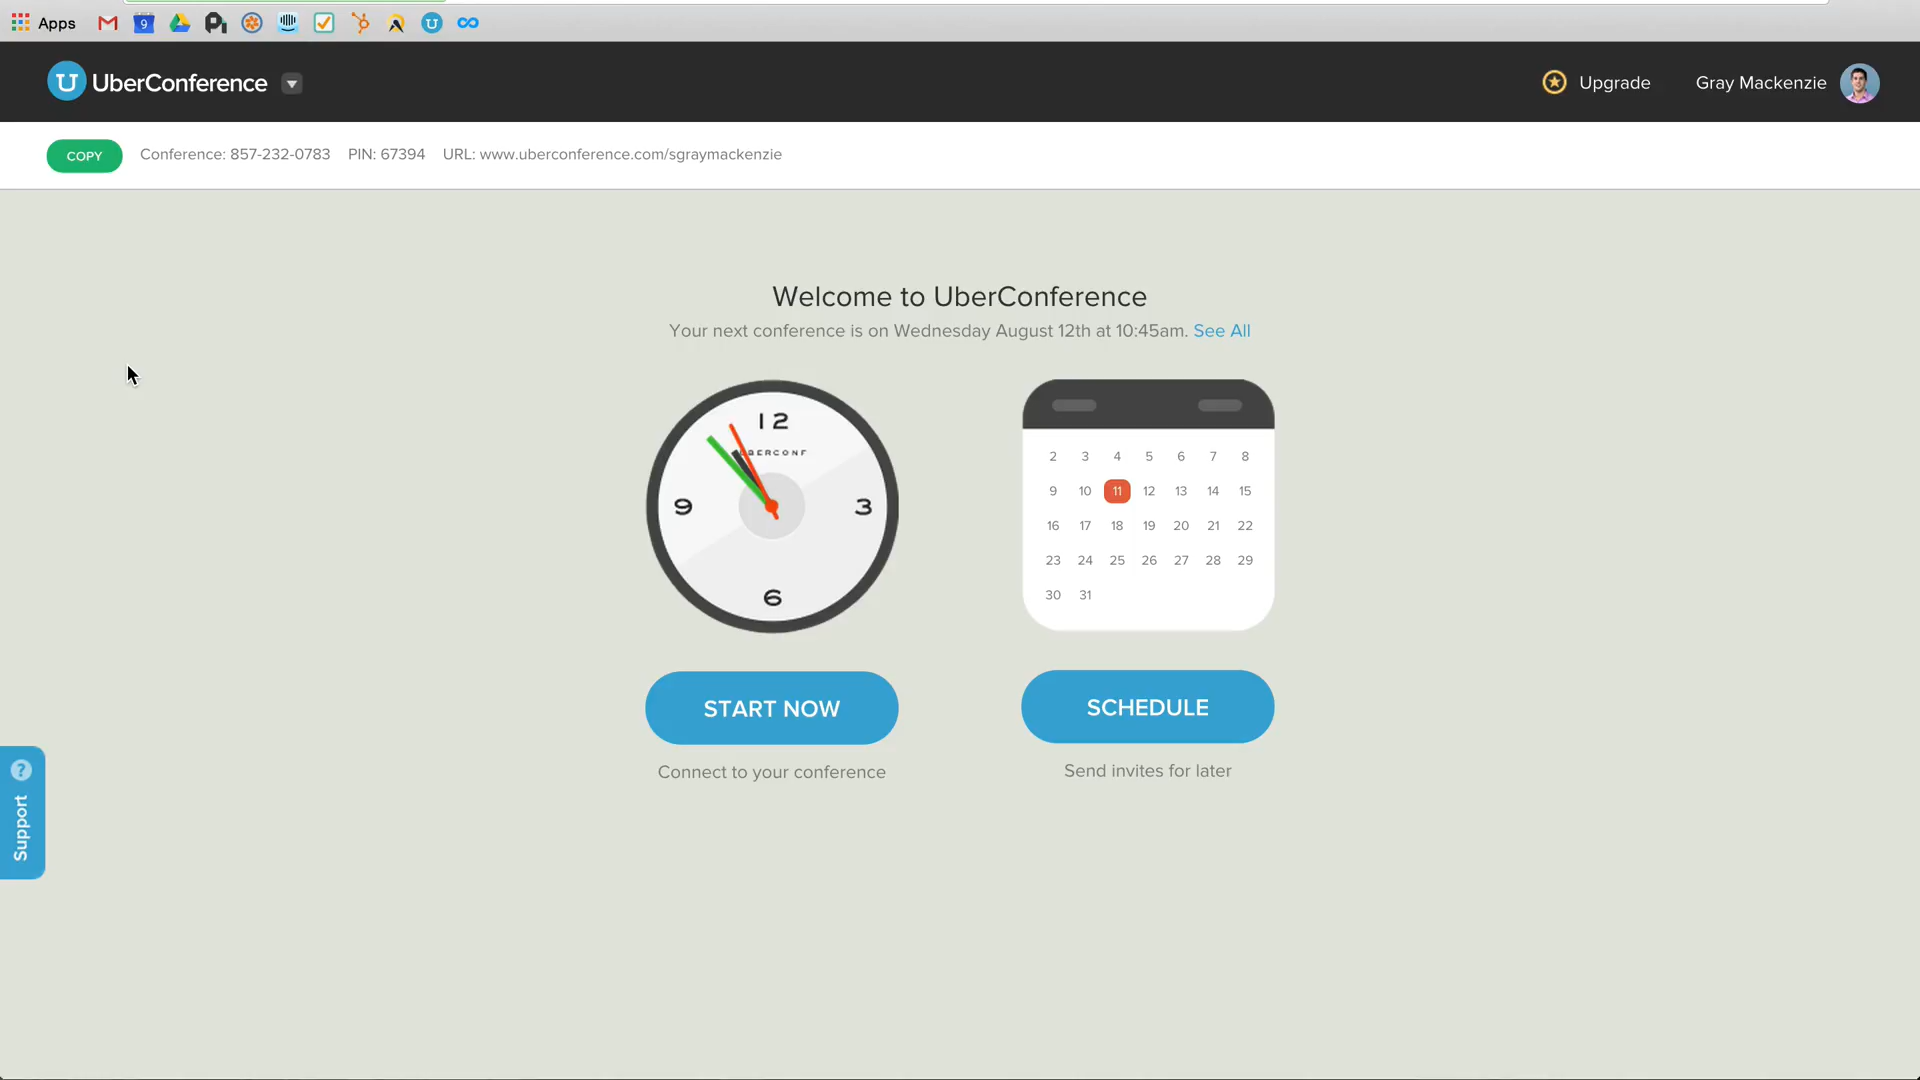 Apps
9
U
U UberConference
Upgrade
Gray Mackenzie
COPY
Conference: 857-232-0783 PIN: 67394 URL: www.uberconference.com/sgraymackenzie
Welcome to UberConference
Your next conference is on Wednesday August 12th at 10:45am. See All
12
3
6
9
2 3 4 5 6 7 8
9 10 11 12 13 14 15
16 17 18 19 20 21 22
23 24 25 26 27 28 29
30 31
START NOW
SCHEDULE
Connect to your conference
Send invites for later
? Support